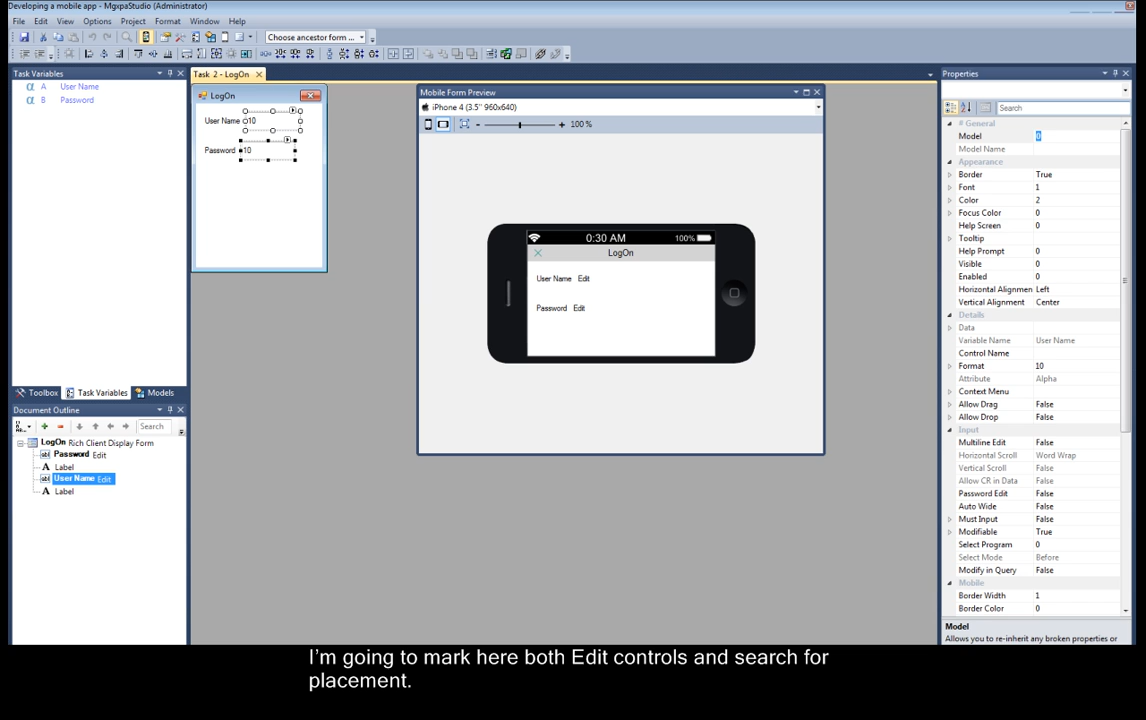 Developing a mobile app - MgxpaStudio (Administrator)
File Edit View Options Project Format Window Help
Choose ancestor form ...
Task Variables
α A User Name
α B Password
Toolbox Task Variables Models
Document Outline
Search
LogOn Rich Client Display Form
Password Edit
A Label
User Name Edit
A Label
Task 2 - LogOn
LogOn
User Name 10
Password 10
Mobile Form Preview
iPhone 4 (3.5" 960x640)
- + 100 %
0:30 AM 100%
LogOn
User Name Edit
Password Edit
Properties
Search
# General
Model 0
Model Name
Appearance
Border True
Font 1
Color 2
Focus Color 0
Help Screen 0
Tooltip
Help Prompt 0
Visible 0
Enabled 0
Horizontal Alignmen Left
Vertical Alignment Center
Details
Data
Variable Name User Name
Control Name
Format 10
Attribute Alpha
Context Menu
Allow Drag False
Allow Drop False
Input
Multiline Edit False
Horizontal Scroll Word Wrap
Vertical Scroll False
Allow CR in Data False
Password Edit False
Auto Wide False
Must Input False
Modifiable True
Select Program 0
Select Mode Before
Modify in Query False
Mobile
Border Width 1
Border Color 0
Model
Allows you to re-inherit any broken properties or
I'm going to mark here both Edit controls and search for
placement.